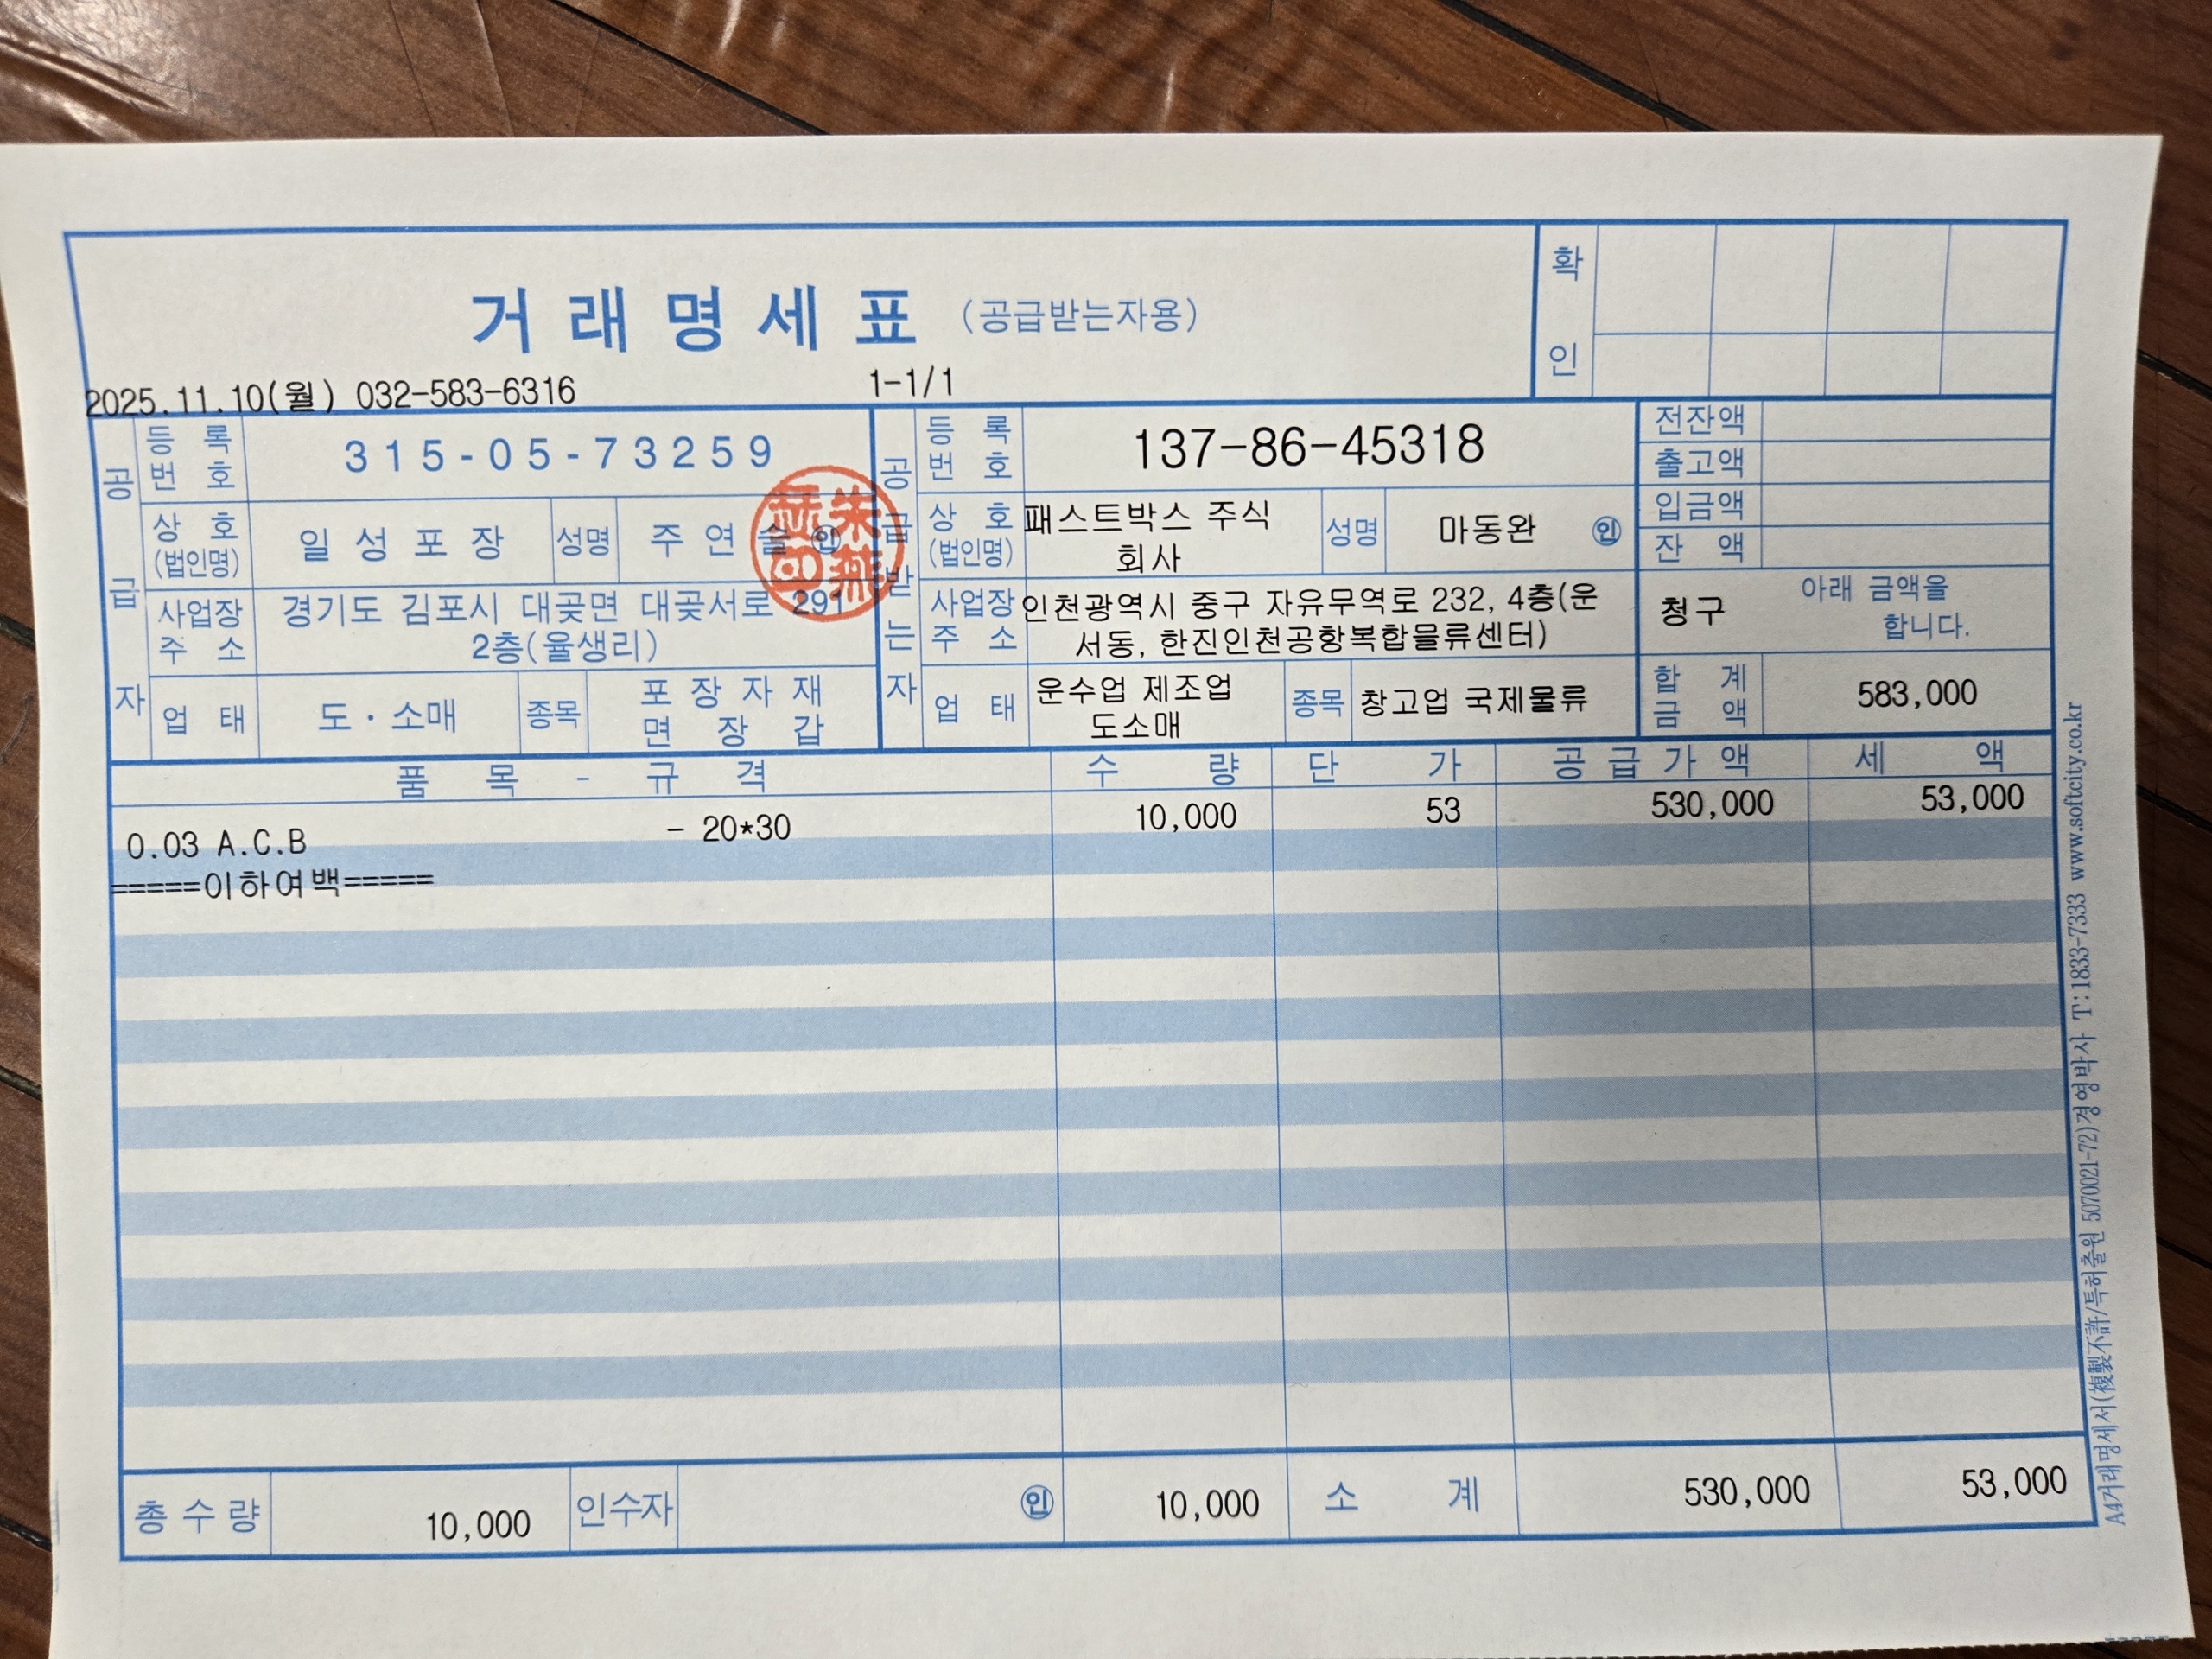 거래명세표 (공급받는자용)
확인
2025.11.10(월) 032-583-6316 1-1/1
공급자
등록번호 315-05-73259
상호(법인명) 일성포장 성명 주연술 인
사업장주소 경기도 김포시 대곶면 대곶서로 291
2층(율생리)
업태 도·소매 종목 포장자재
면장갑
공급받는자
등록번호 137-86-45318
상호(법인명) 패스트박스 주식
회사 성명 마동완 인
사업장주소 인천광역시 중구 자유무역로 232, 4층(운
서동, 한진인천공항복합물류센터)
업태 운수업 제조업
도소매 종목 창고업 국제물류
전잔액
출고액
입금액
잔액
청구 아래 금액을
합니다.
합계금액 583,000
품목 - 규격 수량 단가 공급가액 세액
0.03 A.C.B - 20*30 10,000 53 530,000 53,000
=====이하여백=====
총수량 10,000 인수자 인 10,000 소계 530,000 53,000
A4거래명세서(複製不許/특허출원 5070021-72)경영박사 T:1833-7333 www.softcity.co.kr